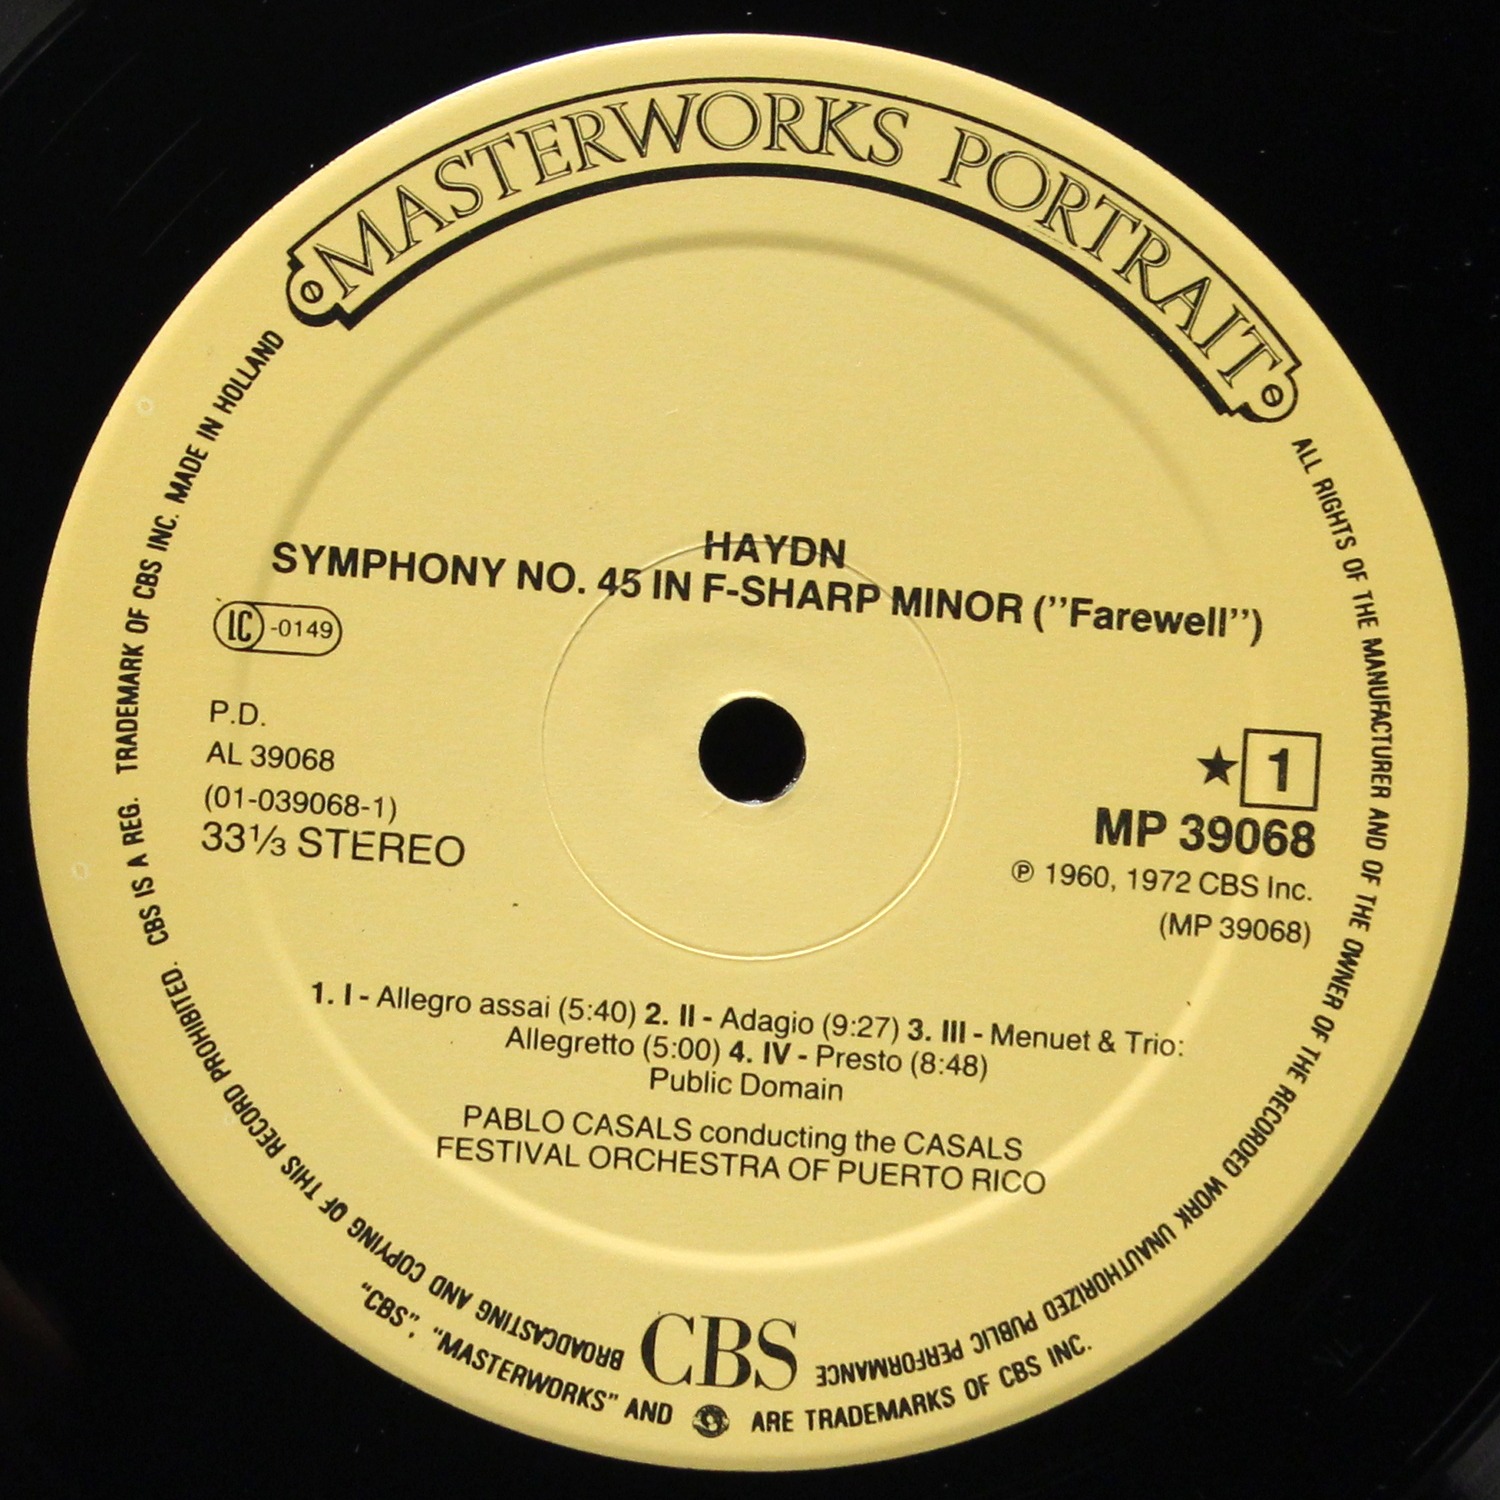 MASTERWORKS PORTRAIT
HAYDN
SYMPHONY NO. 45 IN F-SHARP MINOR (''Farewell'')
LC -0149
P.D.
AL 39068
(01-039068-1)
33⅓ STEREO
★ 1
MP 39068
℗ 1960, 1972 CBS Inc.
(MP 39068)
1. I - Allegro assai (5:40) 2. II - Adagio (9:27) 3. III - Menuet & Trio:
Allegretto (5:00) 4. IV - Presto (8:48)
Public Domain
PABLO CASALS conducting the CASALS
FESTIVAL ORCHESTRA OF PUERTO RICO
CBS
ALL RIGHTS OF THE MANUFACTURER AND OF THE OWNER OF THE RECORDED WORK UNAUTHORIZED PUBLIC PERFORMANCE
BROADCASTING AND COPYING OF THIS RECORD PROHIBITED. CBS IS A REG. TRADEMARK OF CBS INC. MADE IN HOLLAND
"CBS", "MASTERWORKS" AND ARE TRADEMARKS OF CBS INC.